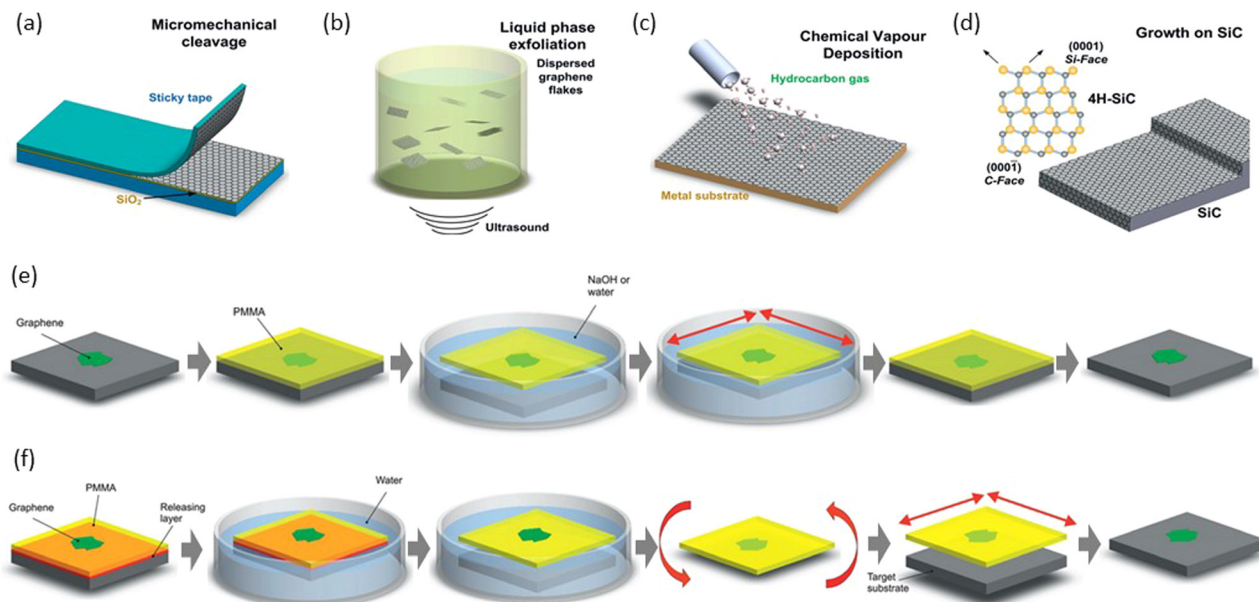 (a)
Micromechanical
cleavage
Sticky tape
SiO₂
(b)
Liquid phase
exfoliation
Dispersed
graphene
flakes
Ultrasound
(c)
Chemical Vapour
Deposition
Hydrocarbon gas
Metal substrate
(d)
(0001)
Si-Face
Growth on SiC
4H-SiC
(0001̅)
C-Face
SiC
(e)
Graphene
PMMA
NaOH or
water
(f)
PMMA
Graphene
Releasing
layer
Water
Target
substrate